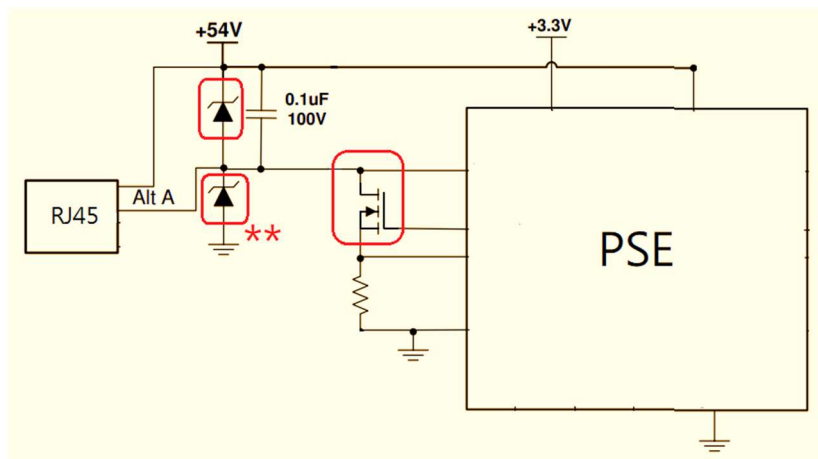 +54V
+3.3V
0.1uF
100V
Alt A
RJ45
**
PSE